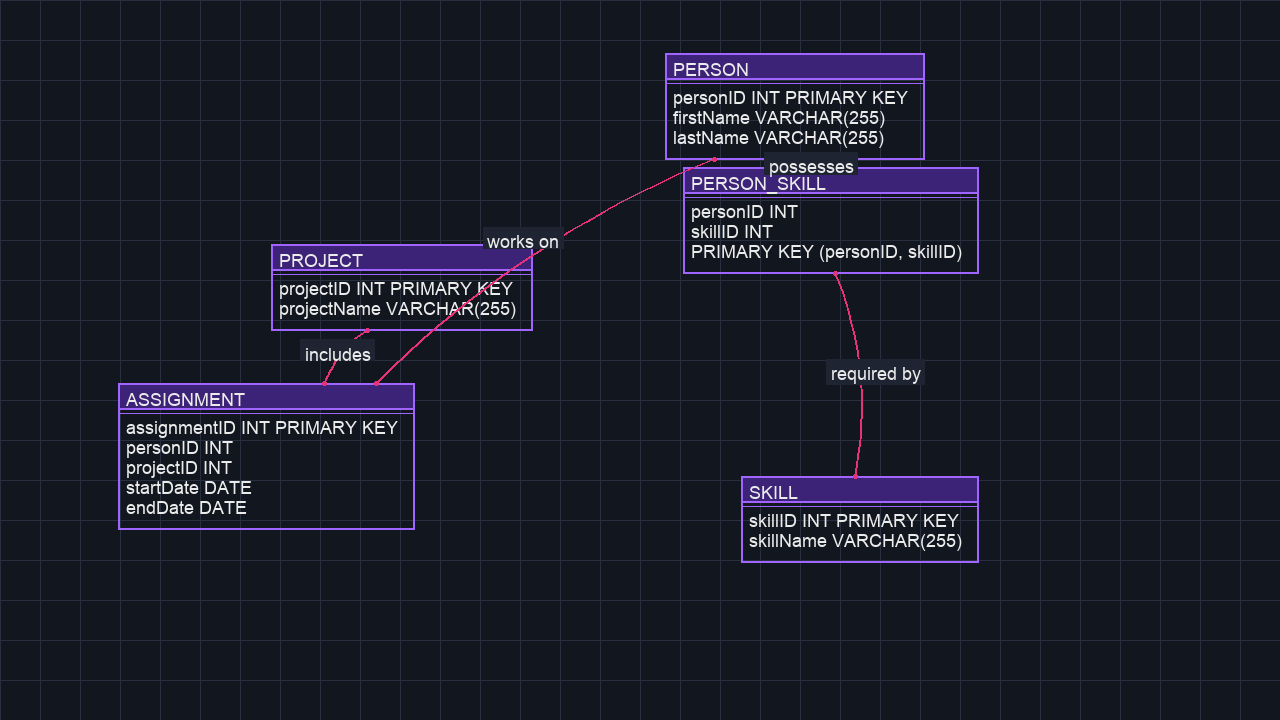 PERSON
personID INT PRIMARY KEY
firstName VARCHAR(255)
lastName VARCHAR(255)
possesses
PERSON_SKILL
personID INT
skillID INT
PRIMARY KEY (personID, skillID)
works on
PROJECT
projectID INT PRIMARY KEY
projectName VARCHAR(255)
includes
required by
ASSIGNMENT
assignmentID INT PRIMARY KEY
personID INT
projectID INT
startDate DATE
endDate DATE
SKILL
skillID INT PRIMARY KEY
skillName VARCHAR(255)